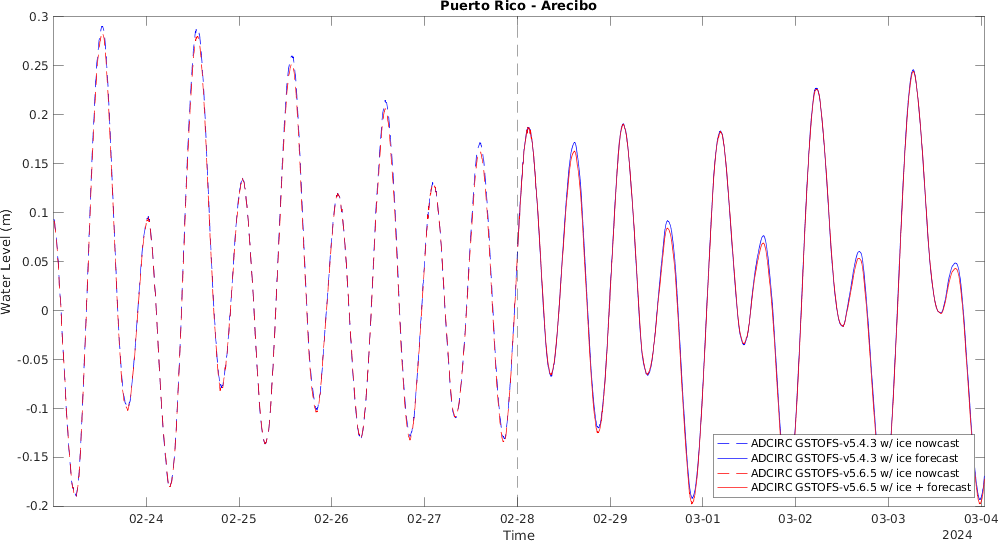 Puerto Rico - Arecibo
0.3
0.25
0.2
0.15
0.1
0.05
0
-0.05
-0.1
-0.15
-0.2
Water Level (m)
ADCIRC GSTOFS-v5.4.3 w/ ice nowcast
ADCIRC GSTOFS-v5.4.3 w/ ice forecast
ADCIRC GSTOFS-v5.6.5 w/ ice nowcast
ADCIRC GSTOFS-v5.6.5 w/ ice + forecast
02-24 02-25 02-26 02-27 02-28 02-29 03-01 03-02 03-03 03-04
Time
2024